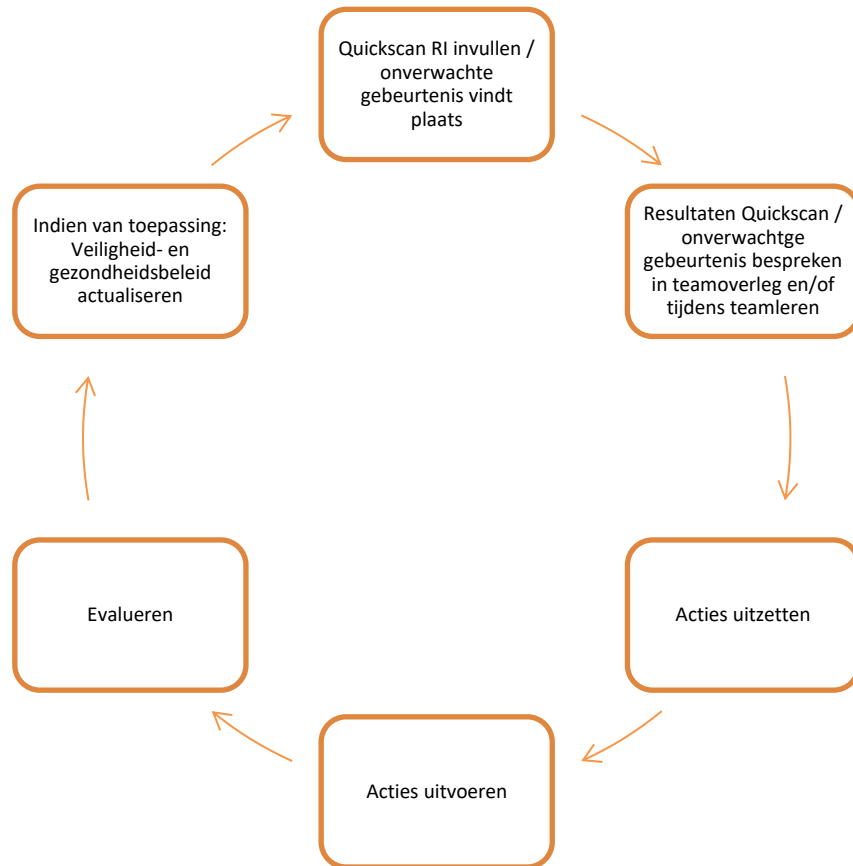 Quickscan RI invullen /
onverwachte
gebeurtenis vindt
plaats
Resultaten Quickscan /
onverwachtge
gebeurtenis bespreken
in teamoverleg en/of
tijdens teamleren
Acties uitzetten
Acties uitvoeren
Evalueren
Indien van toepassing:
Veiligheid- en
gezondheidsbeleid
actualiseren